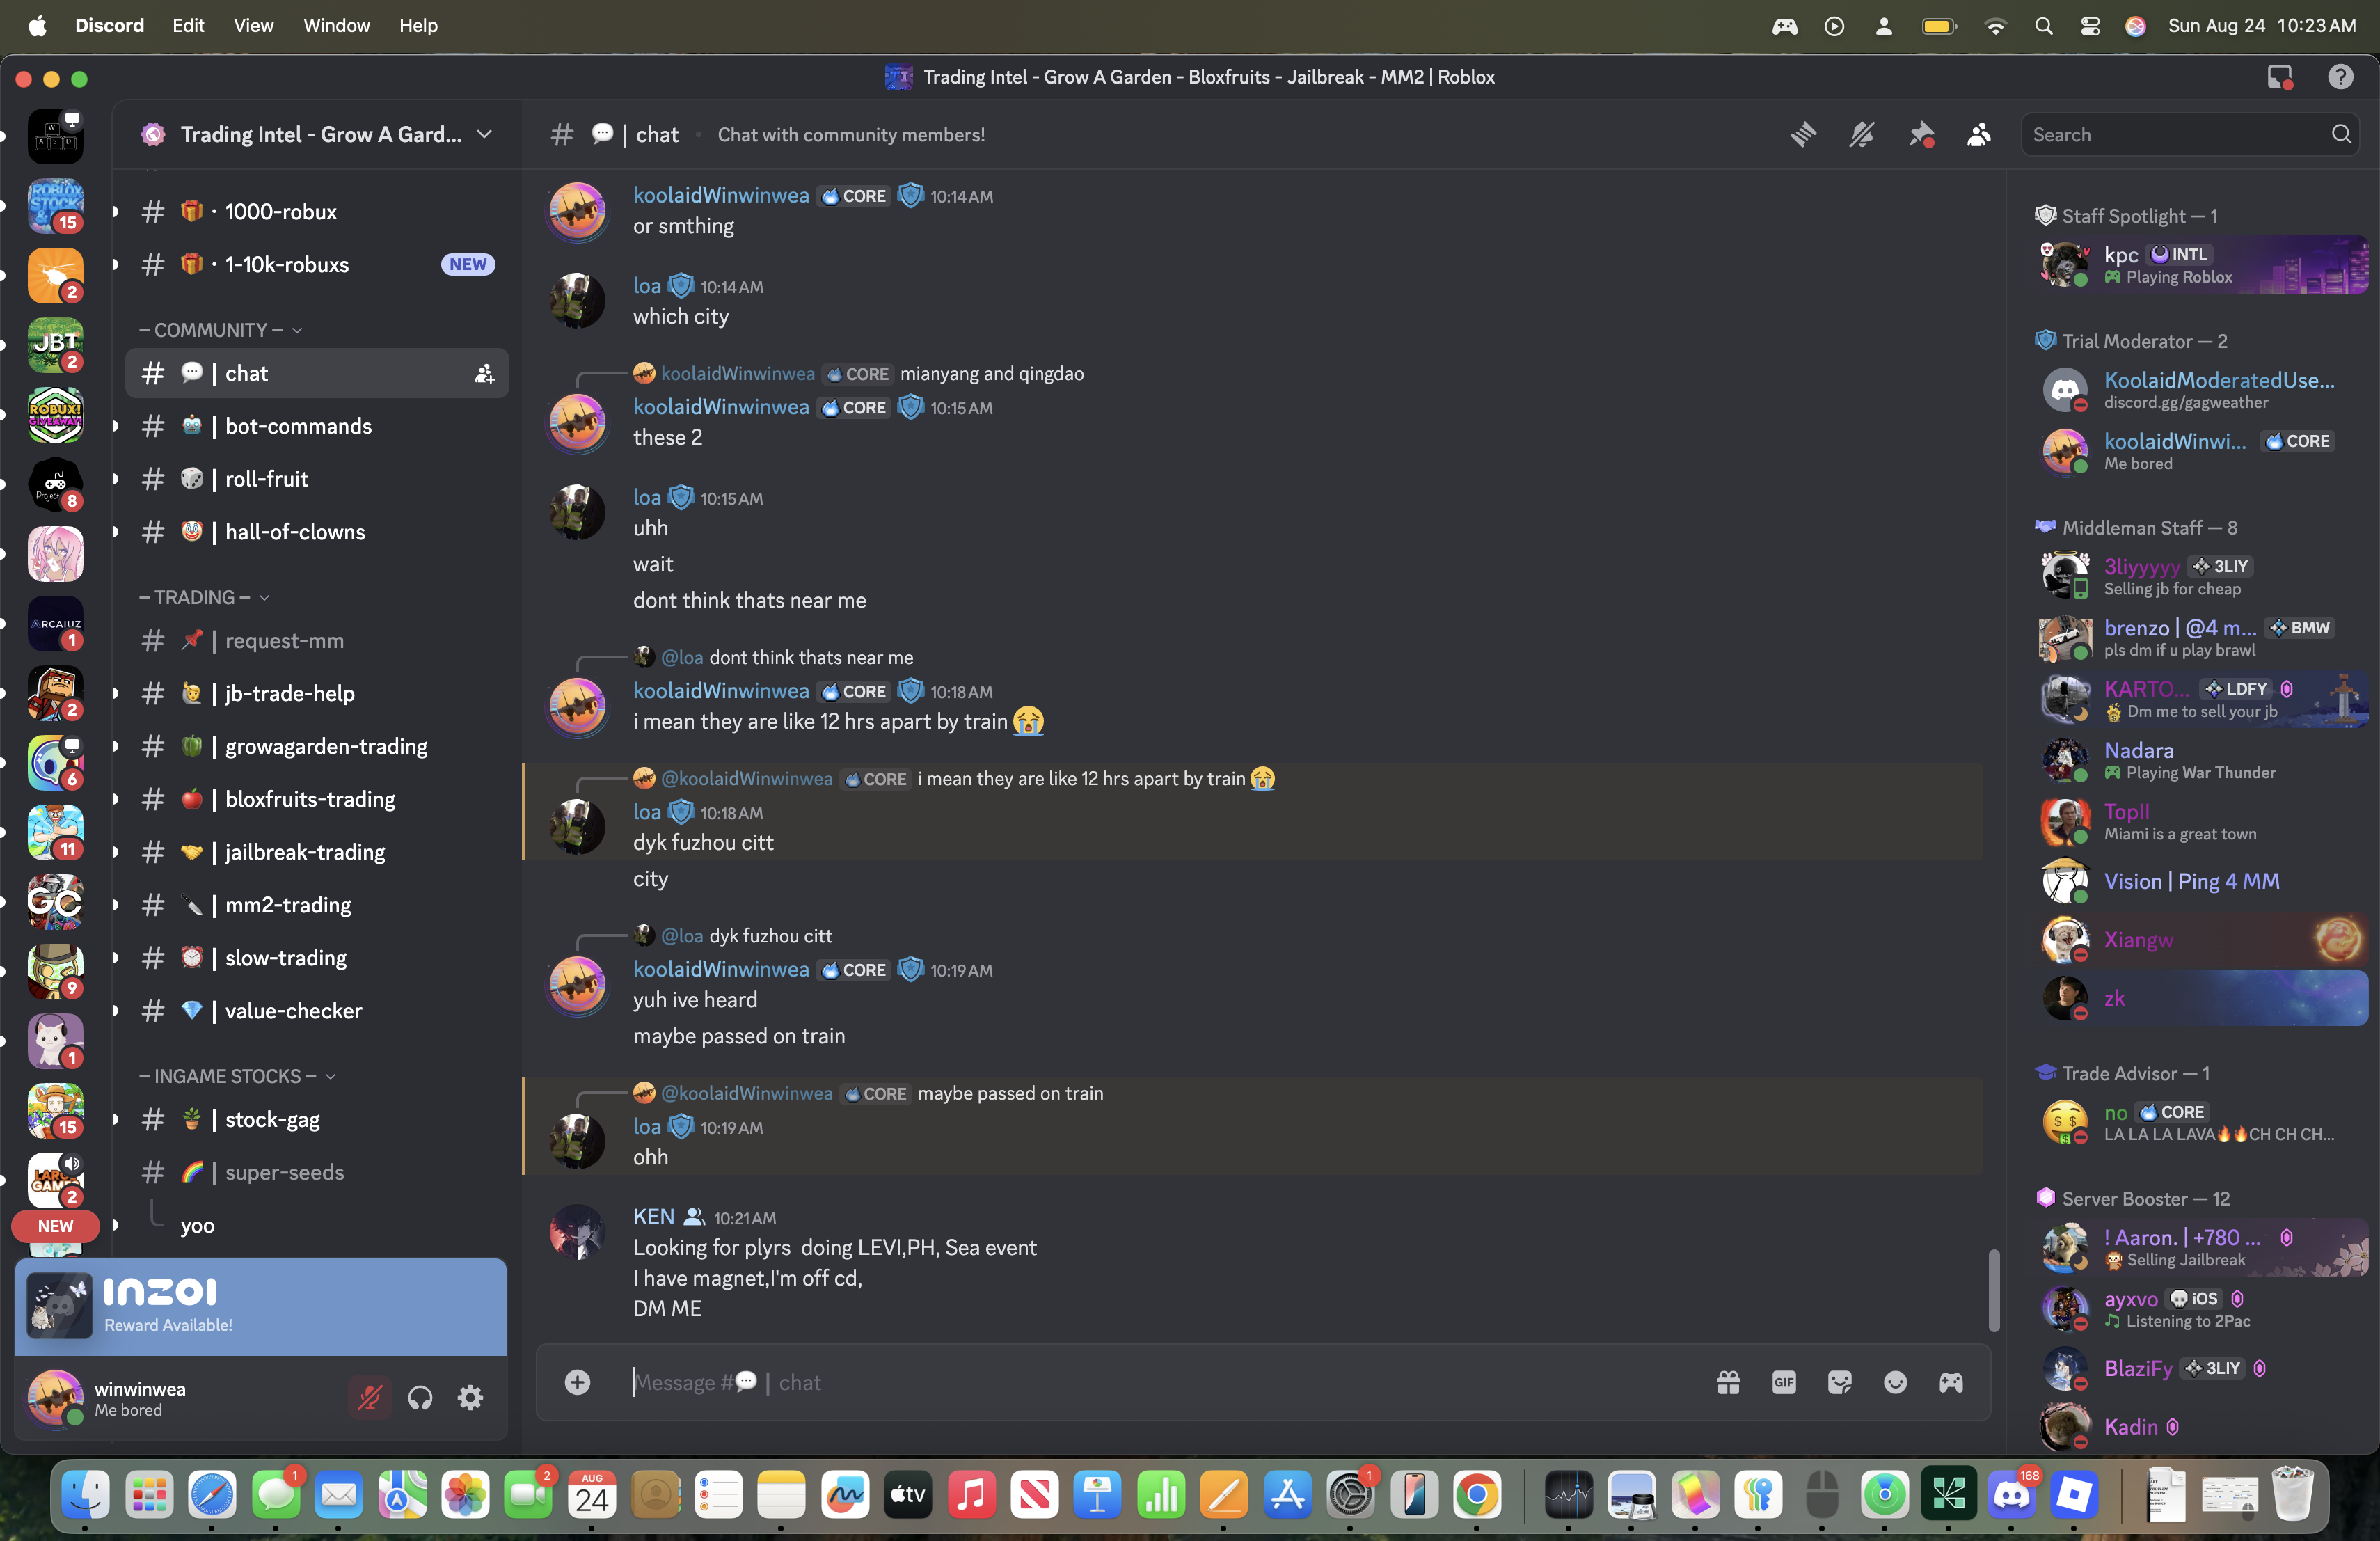 Discord Edit View Window Help Sun Aug 24 10:23 AM
Trading Intel - Grow A Garden - Bloxfruits - Jailbreak - MM2 | Roblox
W
A S D
ROBLOX
STOCK
15
2
JBT
2
ROBUX!
GIVEAWAY!
Project
8
ARCAIUZ
1
2
6
11
GC
9
1
15
LARGE
GAM
2
NEW
Trading Intel - Grow A Gard...
# 🎁 · 1000-robux
# 🎁 · 1-10k-robuxs NEW
– COMMUNITY –
# 💬 | chat
# 🤖 | bot-commands
# 🎲 | roll-fruit
# 🤡 | hall-of-clowns
– TRADING –
# 📌 | request-mm
# 🙋 | jb-trade-help
# 🫑 | growagarden-trading
# 🍎 | bloxfruits-trading
# 🤝 | jailbreak-trading
# 🔪 | mm2-trading
# ⏰ | slow-trading
# 💎 | value-checker
– INGAME STOCKS –
# 🪴 | stock-gag
# 🌈 | super-seeds
yoo
INZOI
Reward Available!
winwinwea
Me bored
# 💬 | chat • Chat with community members!
Search
koolaidWinwinwea CORE 10:14 AM
or smthing
loa 10:14 AM
which city
koolaidWinwinwea CORE mianyang and qingdao
koolaidWinwinwea CORE 10:15 AM
these 2
loa 10:15 AM
uhh
wait
dont think thats near me
@loa dont think thats near me
koolaidWinwinwea CORE 10:18 AM
i mean they are like 12 hrs apart by train 😭
@koolaidWinwinwea CORE i mean they are like 12 hrs apart by train 😭
loa 10:18 AM
dyk fuzhou citt
city
@loa dyk fuzhou citt
koolaidWinwinwea CORE 10:19 AM
yuh ive heard
maybe passed on train
@koolaidWinwinwea CORE maybe passed on train
loa 10:19 AM
ohh
KEN 10:21 AM
Looking for plyrs doing LEVI,PH, Sea event
I have magnet,I'm off cd,
DM ME
Message #💬 | chat
GIF
Staff Spotlight — 1
kpc INTL
Playing Roblox
Trial Moderator — 2
KoolaidModeratedUse...
discord.gg/gagweather
koolaidWinwi... CORE
Me bored
Middleman Staff — 8
3liyyyyy 3LIY
Selling jb for cheap
brenzo | @4 m... BMW
pls dm if u play brawl
KARTO... LDFY
Dm me to sell your jb
Nadara
Playing War Thunder
Topll
Miami is a great town
Vision | Ping 4 MM
Xiangw
zk
Trade Advisor — 1
no CORE
LA LA LA LAVA🔥🔥CH CH CH...
Server Booster — 12
! Aaron. | +780 ...
Selling Jailbreak
ayxvo iOS
Listening to 2Pac
BlaziFy 3LIY
Kadin
1
2
AUG
24
tv
1
168